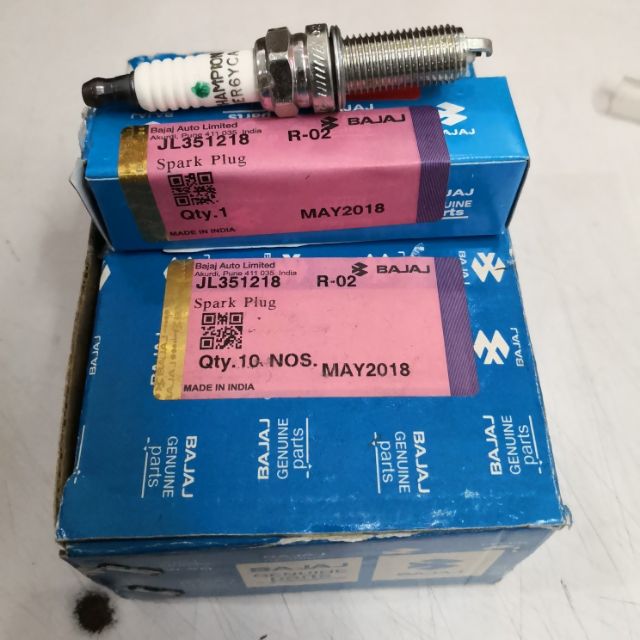 CHAMPION
ER6YCA
Bajaj Auto Limited
Akurdi, Pune 411 035, India
BAJAJ
JL351218 R-02
Spark Plug
Qty.1 MAY2018
MADE IN INDIA
BAJAJ
GENUINE
parts
Bajaj Auto Limited
Akurdi, Pune 411 035, India
BAJAJ
JL351218 R-02
Spark Plug
Qty.10 NOS. MAY2018
MADE IN INDIA
BAJAJ
BAJAJ
BAJAJ
GENUINE
parts
BAJAJ
GENUINE
parts
BAJAJ
GENUINE
parts
BAJAJ
GENUINE
parts
BAJAJ
GENUINE
BAJAJ